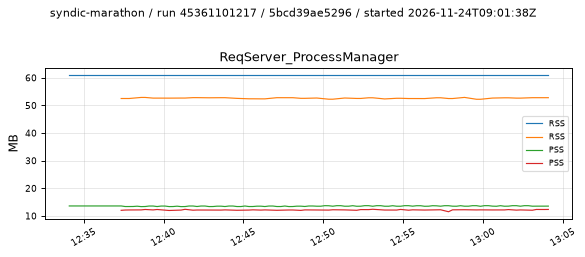 syndic-marathon / run 45361101217 / 5bcd39ae5296 / started 2026-11-24T09:01:38Z
ReqServer_ProcessManager
MB
60
50
40
30
20
10
RSS
RSS
PSS
PSS
12:35
12:40
12:45
12:50
12:55
13:00
13:05